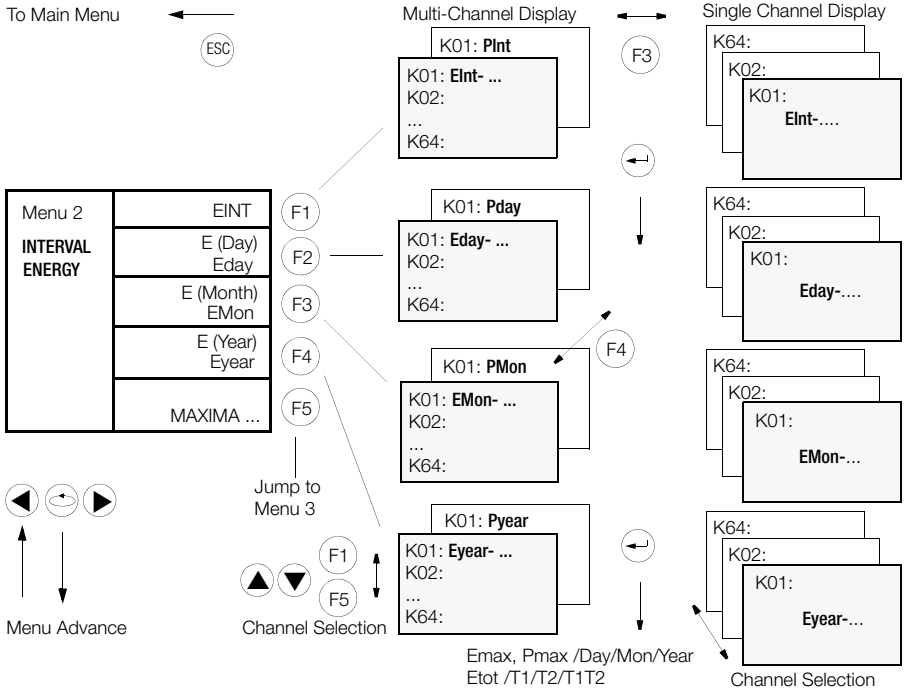 To Main Menu
ESC
Multi-Channel Display
Single Channel Display
F3
K01: PInt
K01: EInt- ...
K02:
...
K64:
K64:
K02:
K01:
EInt-....
Menu 2
INTERVAL
ENERGY
EINT
F1
E (Day)
Eday
F2
E (Month)
EMon
F3
E (Year)
Eyear
F4
MAXIMA ...
F5
K01: Pday
K01: Eday- ...
K02:
...
K64:
K64:
K02:
K01:
Eday-....
F4
K01: PMon
K01: EMon- ...
K02:
...
K64:
K64:
K02:
K01:
EMon-...
Jump to
Menu 3
K01: Pyear
K01: Eyear- ...
K02:
...
K64:
K64:
K02:
K01:
Eyear-...
F1
F5
Menu Advance
Channel Selection
Emax, Pmax /Day/Mon/Year
Etot /T1/T2/T1T2
Channel Selection